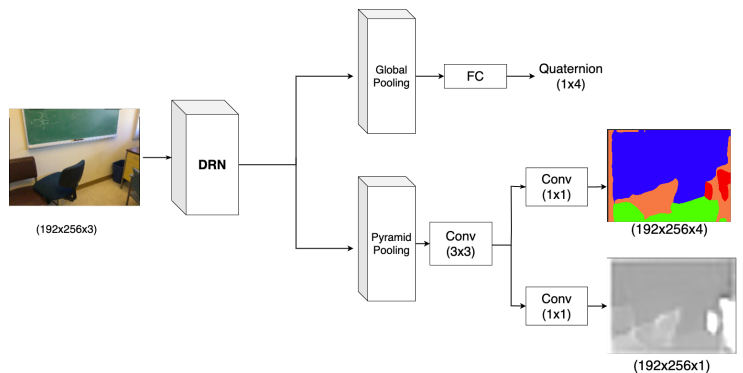 Global
Pooling
FC
Quaternion
(1x4)
DRN
(192x256x3)
Pyramid
Pooling
Conv
(3x3)
Conv
(1x1)
(192x256x4)
Conv
(1x1)
(192x256x1)